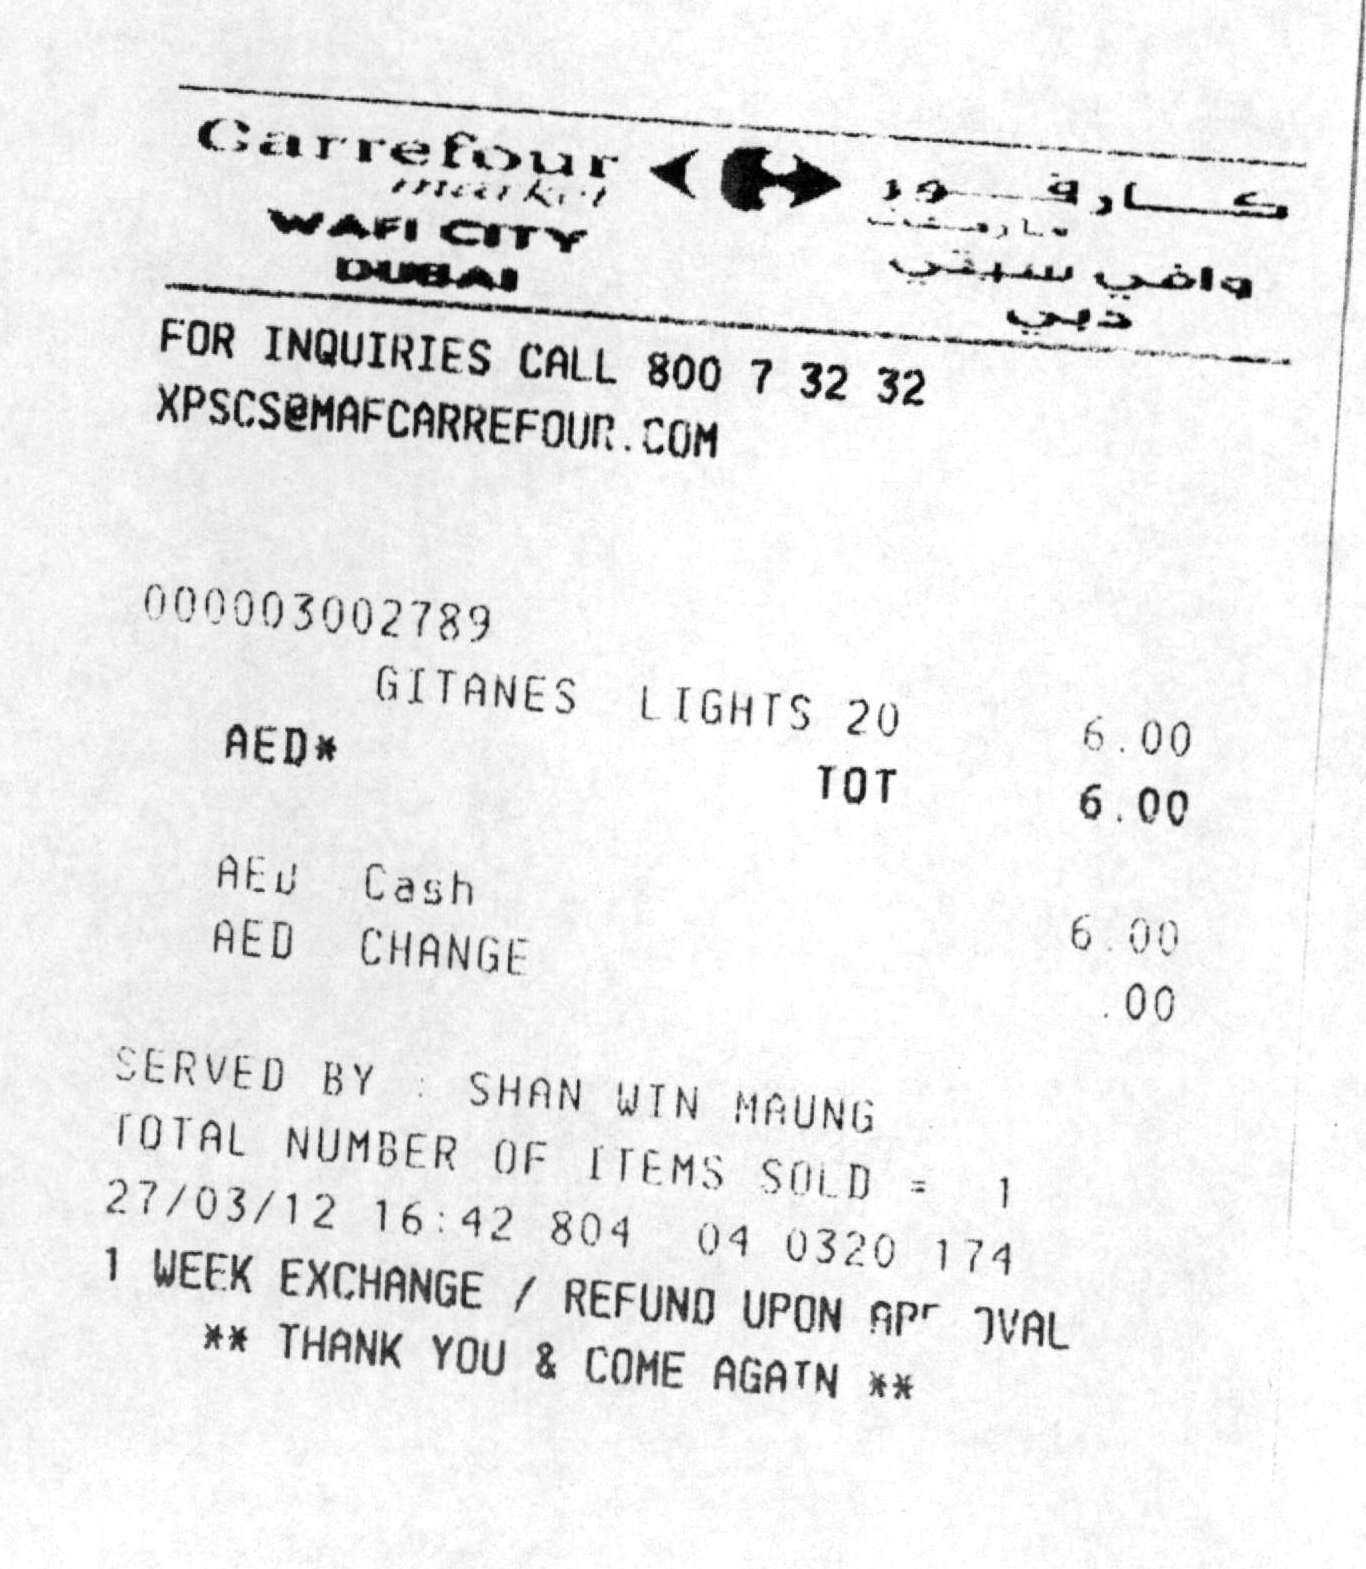 Carrefour
market
WAFI CITY
DUBAI
كارفور
ماركت
وافي سيتي
دبي
FOR INQUIRIES CALL 800 7 32 32
XPSCS@MAFCARREFOUR.COM
000003002789
GITANES LIGHTS 20 6.00
AED* TOT 6.00
AED Cash 6.00
AED CHANGE .00
SERVED BY : SHAN WIN MAUNG
TOTAL NUMBER OF ITEMS SOLD = 1
27/03/12 16:42 804 04 0320 174
1 WEEK EXCHANGE / REFUND UPON APPROVAL
** THANK YOU & COME AGAIN **